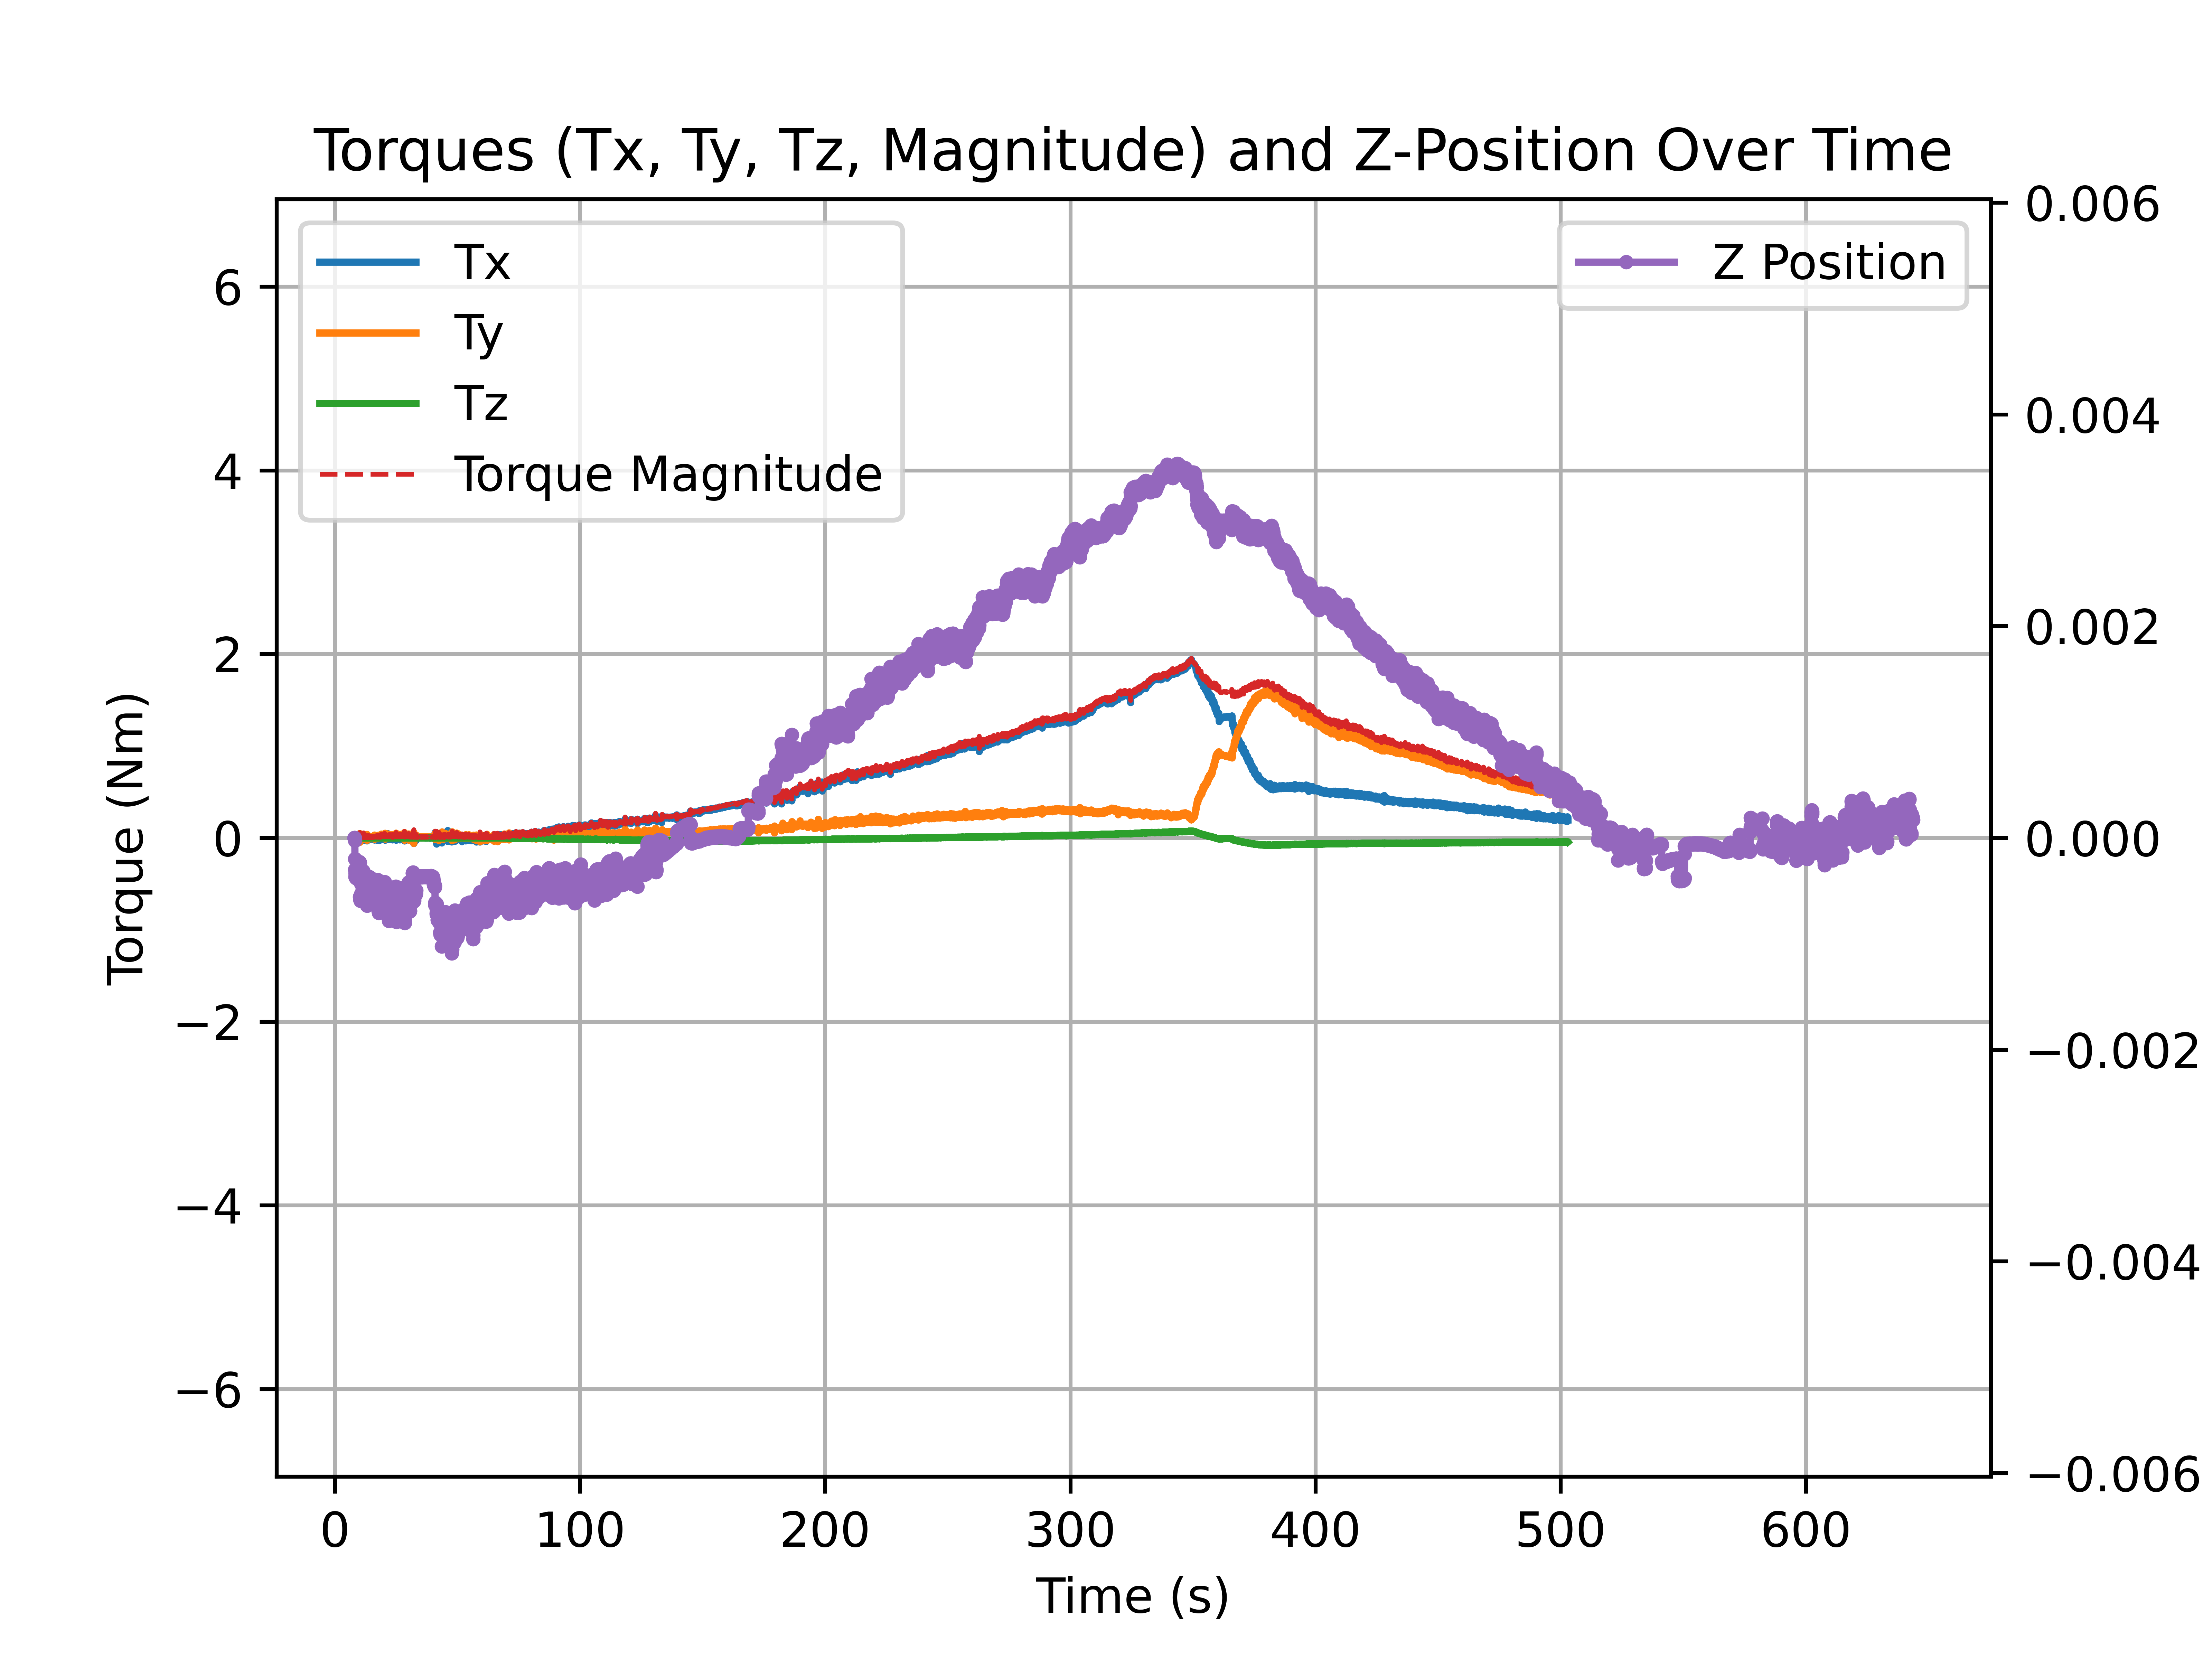 Torques (Tx, Ty, Tz, Magnitude) and Z-Position Over Time
Tx
Ty
Tz
Torque Magnitude
Z Position
6
4
2
0
−2
−4
−6
Torque (Nm)
0.006
0.004
0.002
0.000
−0.002
−0.004
−0.006
0 100 200 300 400 500 600
Time (s)